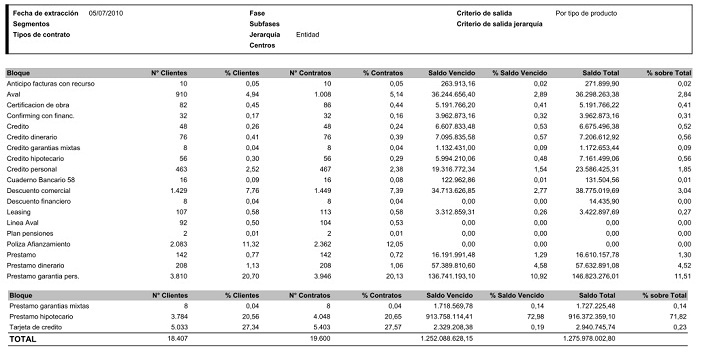 Fecha de extracción 05/07/2010 Fase Criterio de salida Por tipo de producto
Segmentos Subfases Criterio de salida jerarquía
Tipos de contrato Jerarquía Entidad
Centros
Bloque N° Clientes % Clientes N° Contratos % Contratos Saldo Vencido % Saldo Vencido Saldo Total % sobre Total
Anticipo facturas con recurso 10 0,05 10 0,05 263.913,16 0,02 271.899,90 0,02
Aval 910 4,94 1.008 5,14 36.244.656,40 2,89 36.298.263,38 2,84
Certificacion de obra 82 0,45 86 0,44 5.191.766,20 0,41 5.191.766,22 0,41
Confirming con financ. 32 0,17 32 0,16 3.962.873,16 0,32 3.962.873,16 0,31
Credito 48 0,26 48 0,24 6.607.833,48 0,53 6.675.496,38 0,52
Credito dinerario 76 0,41 76 0,39 7.095.835,58 0,57 7.206.612,92 0,56
Credito garantias mixtas 8 0,04 8 0,04 1.132.431,00 0,09 1.172.653,44 0,09
Credito hipotecario 56 0,30 56 0,29 5.994.210,06 0,48 7.161.499,06 0,56
Credito personal 463 2,52 467 2,38 19.316.772,34 1,54 23.586.425,31 1,85
Cuaderno Bancario 58 16 0,09 16 0,08 122.962,86 0,01 131.504,56 0,01
Descuento comercial 1.429 7,76 1.449 7,39 34.713.626,85 2,77 38.775.019,69 3,04
Descuento financiero 8 0,04 8 0,04 0,00 0,00 14.435,90 0,00
Leasing 107 0,58 113 0,58 3.312.859,31 0,26 3.422.897,69 0,27
Linea Aval 92 0,50 104 0,53 0,00 0,00 0,00 0,00
Plan pensiones 2 0,01 2 0,01 0,00 0,00 0,00 0,00
Poliza Afianzamiento 2.083 11,32 2.362 12,05 0,00 0,00 0,00 0,00
Prestamo 142 0,77 142 0,72 16.191.991,48 1,29 16.610.157,78 1,30
Prestamo dinerario 208 1,13 208 1,06 57.389.810,60 4,58 57.632.891,08 4,52
Prestamo garantia pers. 3.810 20,70 3.946 20,13 136.741.193,10 10,92 146.823.276,01 11,51
Bloque N° Clientes % Clientes N° Contratos % Contratos Saldo Vencido % Saldo Vencido Saldo Total % sobre Total
Prestamo garantias mixtas 8 0,04 8 0,04 1.718.569,78 0,14 1.727.225,48 0,14
Prestamo hipotecario 3.784 20,56 4.048 20,65 913.758.114,41 72,98 916.372.359,10 71,82
Tarjeta de credito 5.033 27,34 5.403 27,57 2.329.208,38 0,19 2.940.745,74 0,23
TOTAL 18.407 19.600 1.252.088.628,15 1.275.978.002,80